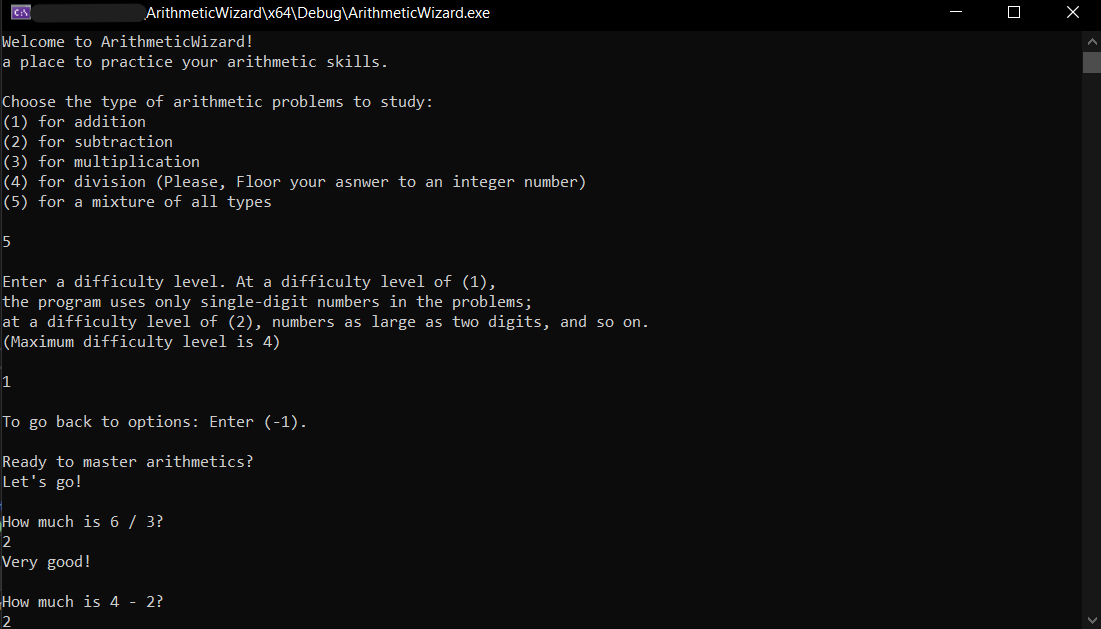 C:\ ArithmeticWizard\x64\Debug\ArithmeticWizard.exe
Welcome to ArithmeticWizard!
a place to practice your arithmetic skills.
Choose the type of arithmetic problems to study:
(1) for addition
(2) for subtraction
(3) for multiplication
(4) for division (Please, Floor your asnwer to an integer number)
(5) for a mixture of all types
5
Enter a difficulty level. At a difficulty level of (1),
the program uses only single-digit numbers in the problems;
at a difficulty level of (2), numbers as large as two digits, and so on.
(Maximum difficulty level is 4)
1
To go back to options: Enter (-1).
Ready to master arithmetics?
Let's go!
How much is 6 / 3?
2
Very good!
How much is 4 - 2?
2